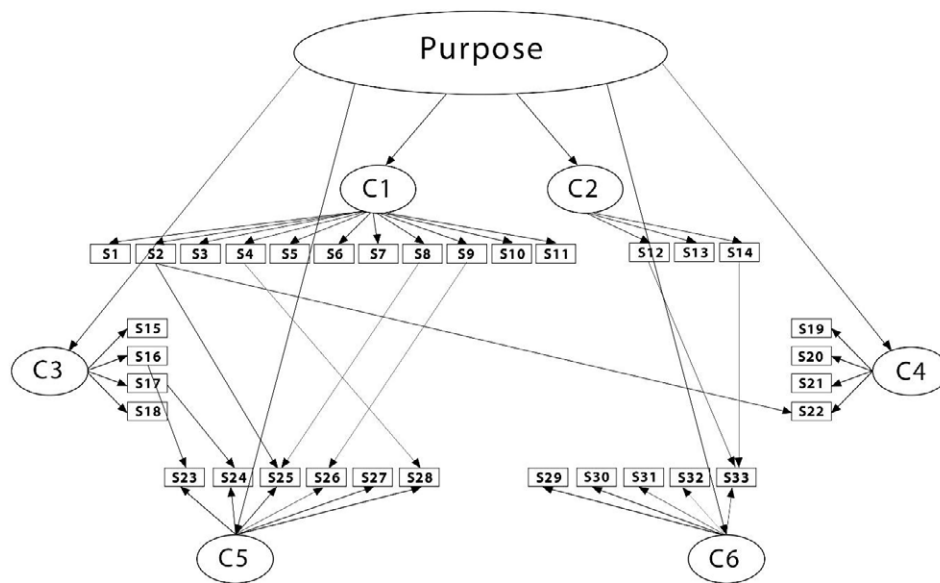 Purpose
C1 C2
S1 S2 S3 S4 S5 S6 S7 S8 S9 S10 S11 S12 S13 S14
S15 S19
S16 S20
C3 C4
S17 S21
S18 S22
S23 S24 S25 S26 S27 S28 S29 S30 S31 S32 S33
C5 C6